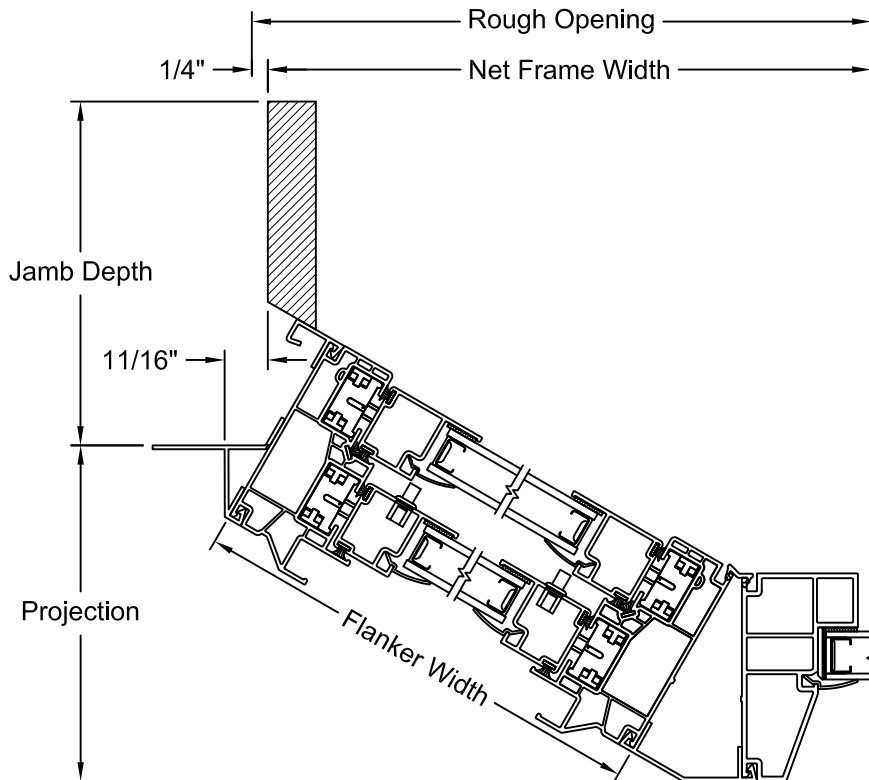 Rough Opening
1/4"
Net Frame Width
Jamb Depth
11/16"
Projection
Flanker Width